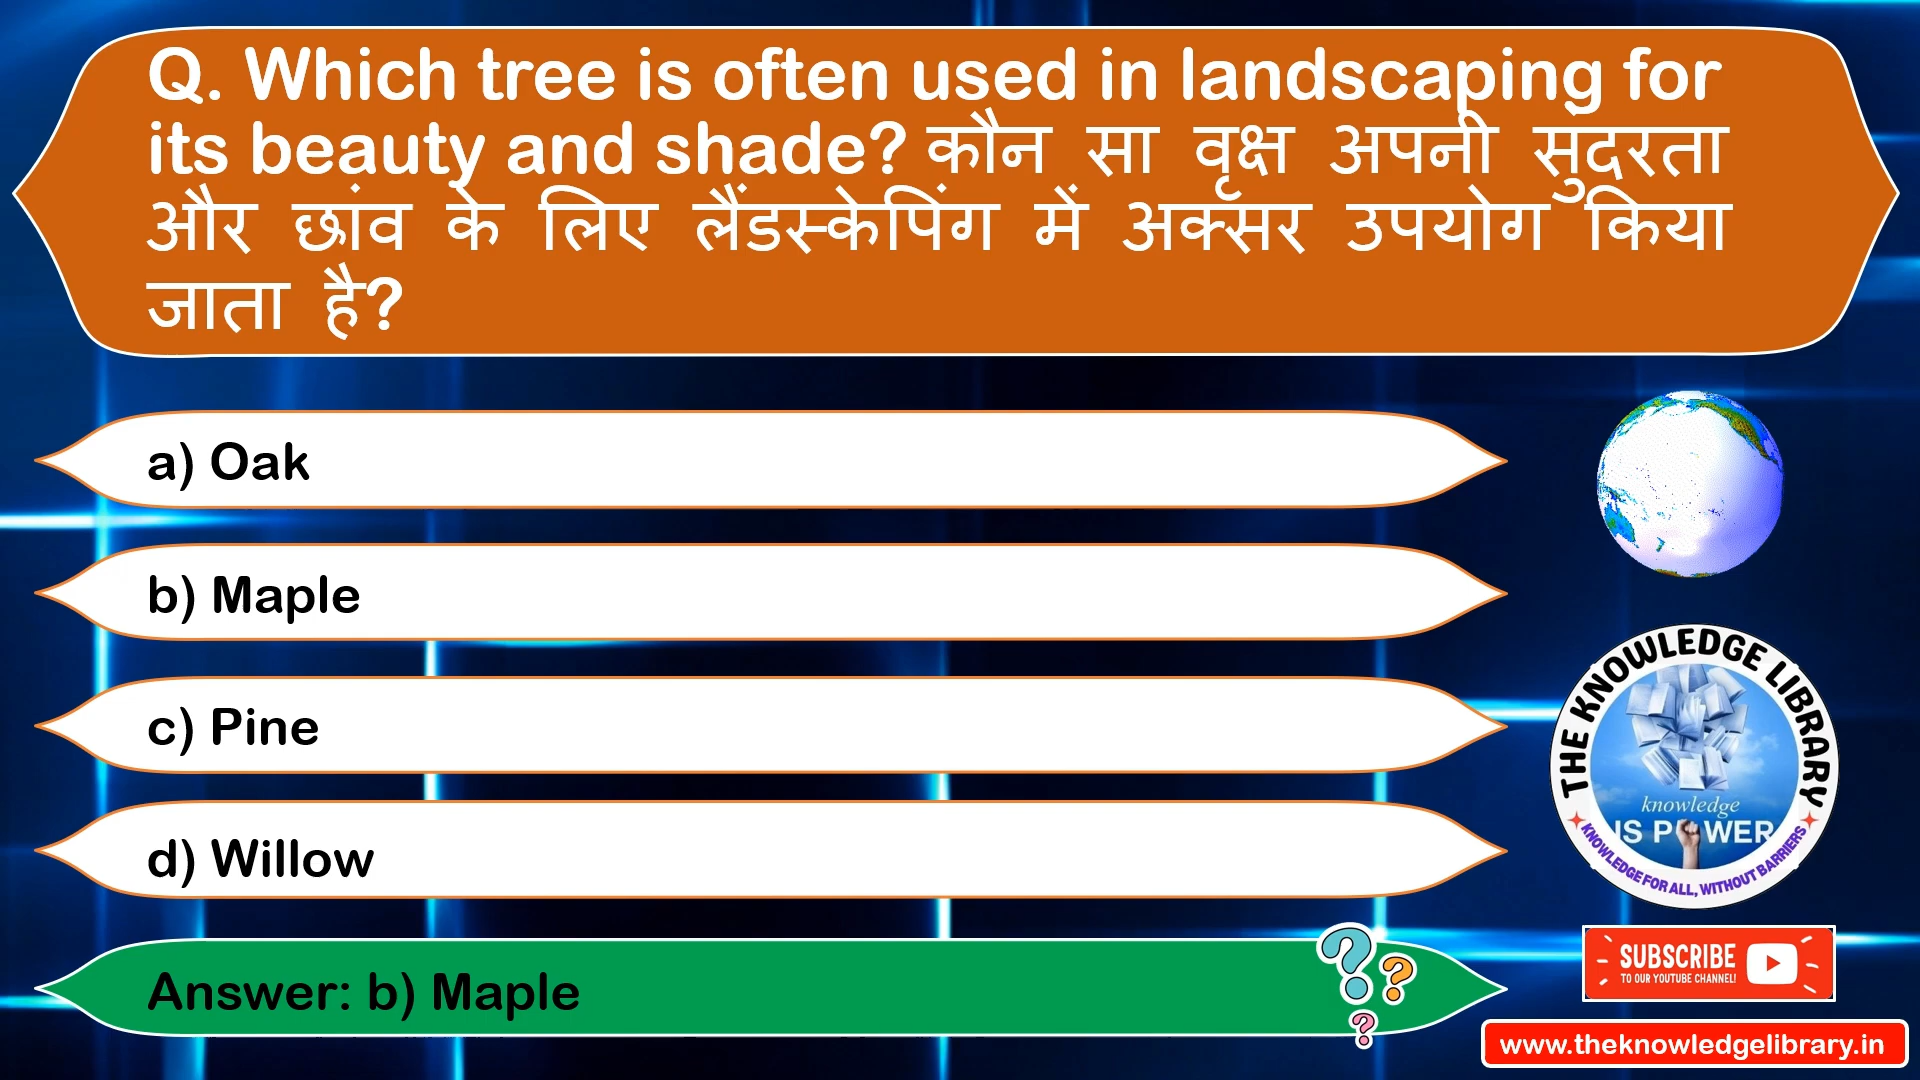 Q. Which tree is often used in landscaping for
its beauty and shade? कौन सा वृक्ष अपनी सुंदरता
और छांव के लिए लैंडस्केपिंग में अक्सर उपयोग किया
जाता है?
a) Oak
b) Maple
c) Pine
d) Willow
Answer: b) Maple
THE KNOWLEDGE LIBRARY
knowledge
IS POWER
KNOWLEDGE FOR ALL, WITHOUT BARRIERS
SUBSCRIBE
TO OUR YOUTUBE CHANNEL!
www.theknowledgelibrary.in